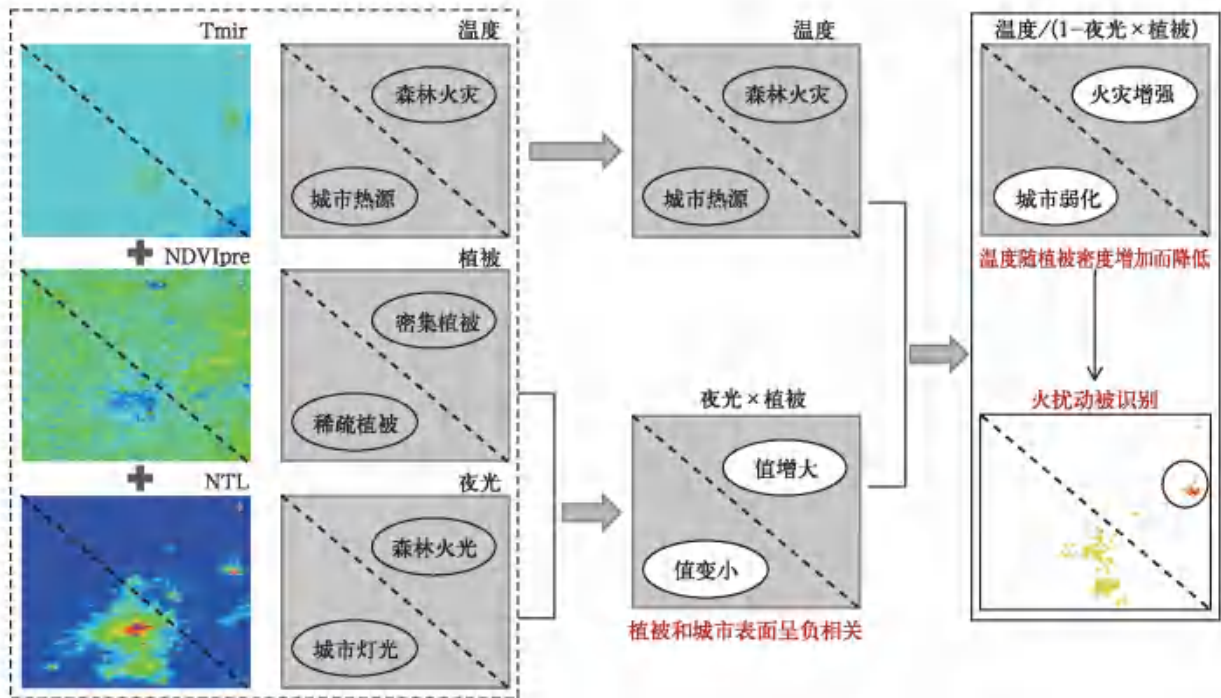 Tmir
温度
温度
温度/(1-夜光×植被)
森林火灾
森林火灾
火灾增强
城市热源
城市热源
城市弱化
NDVIpre
植被
温度随植被密度增加而降低
密集植被
稀疏植被
夜光×植被
火扰动被识别
NTL
夜光
值增大
森林火光
值变小
城市灯光
植被和城市表面呈负相关